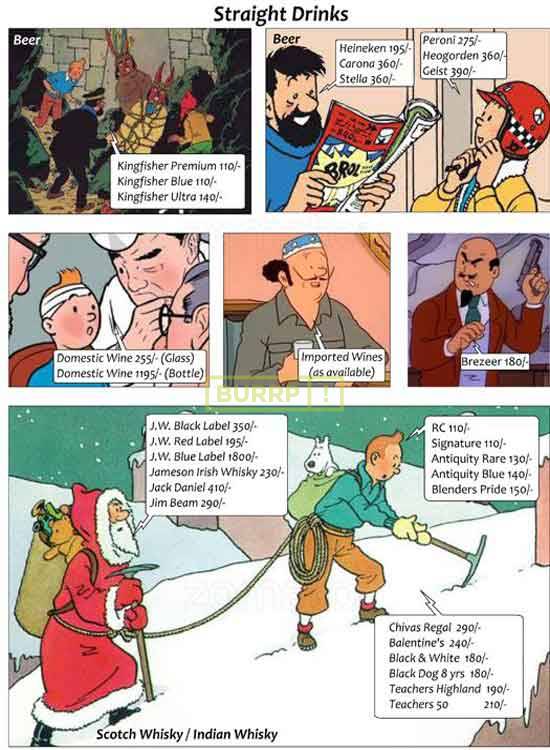 Straight Drinks
Beer
Kingfisher Premium 110/-
Kingfisher Blue 110/-
Kingfisher Ultra 140/-
Beer
Heineken 195/-
Carona 360/-
Stella 360/-
Peroni 275/-
Heogorden 360/-
Geist 390/-
BROL
Domestic Wine 255/- (Glass)
Domestic Wine 1195/- (Bottle)
Imported Wines
(as available)
Brezeer 180/-
BURRP!
J.W. Black Label 350/-
J.W. Red Label 195/-
J.W. Blue Label 1800/-
Jameson Irish Whisky 230/-
Jack Daniel 410/-
Jim Beam 290/-
RC 110/-
Signature 110/-
Antiquity Rare 130/-
Antiquity Blue 140/-
Blenders Pride 150/-
zomato
Chivas Regal 290/-
Balentine's 240/-
Black & White 180/-
Black Dog 8 yrs 180/-
Teachers Highland 190/-
Teachers 50 210/-
Scotch Whisky / Indian Whisky